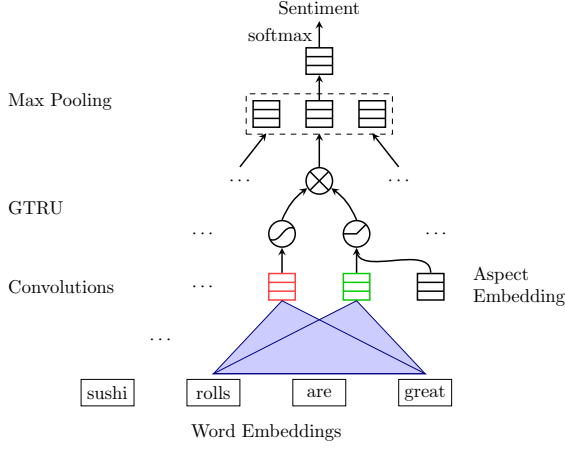 Sentiment
softmax
Max Pooling
. . .
. . .
GTRU
. . .
. . .
Convolutions
. . .
Aspect
Embedding
. . .
sushi
rolls
are
great
Word Embeddings